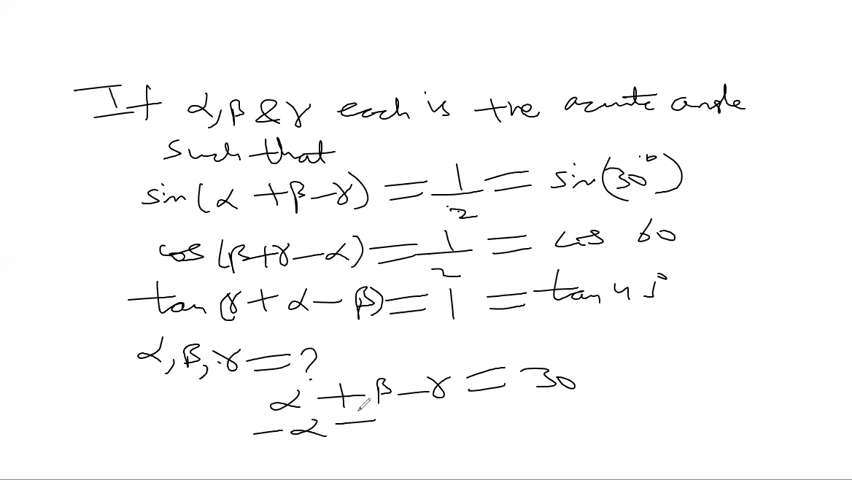 If α, β & γ each is +ve acute angle
such that
sin(α + β - γ) = 1/2 = sin(30°)
cos(β + γ - α) = 1/2 = cos 60
tan(γ + α - β) = 1 = tan 45°
α, β, γ = ?
α + β - γ = 30
- α -